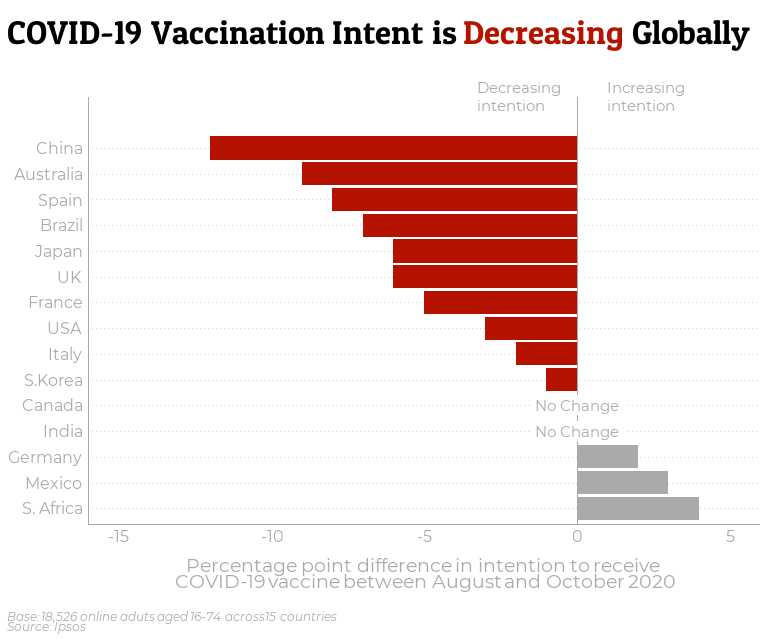 COVID-19 Vaccination Intent is Decreasing Globally
Decreasing intention
Increasing intention
China
Australia
Spain
Brazil
Japan
UK
France
USA
Italy
S.Korea
Canada No Change
India No Change
Germany
Mexico
S. Africa
-15 -10 -5 0 5
Percentage point difference in intention to receive
COVID-19 vaccine between August and October 2020
Base: 18,526 online aduts aged 16-74 across 15 countries
Source: Ipsos